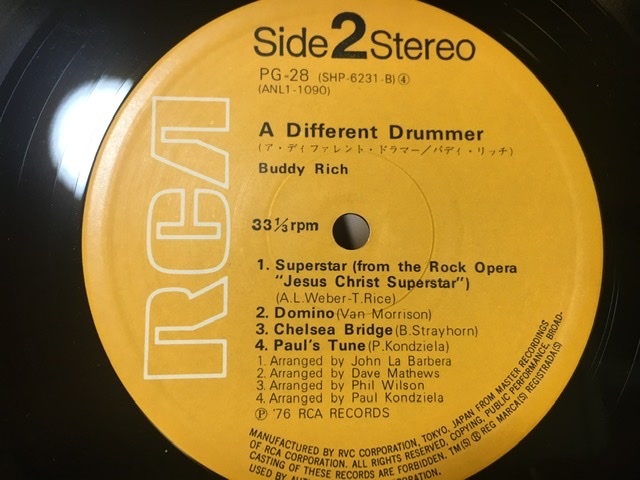 Side 2 Stereo
PG-28 (SHP-6231-B)④
(ANL1-1090)
RCA
A Different Drummer
(ア・ディファレント・ドラマー/バディ・リッチ)
Buddy Rich
33⅓rpm
1. Superstar (from the Rock Opera
"Jesus Christ Superstar")
(A.L.Weber-T.Rice)
2. Domino (Van Morrison)
3. Chelsea Bridge (B.Strayhorn)
4. Paul's Tune (P.Kondziela)
1. Arranged by John La Barbera
2. Arranged by Dave Mathews
3. Arranged by Phil Wilson
4. Arranged by Paul Kondziela
Ⓟ '76 RCA RECORDS
MANUFACTURED BY RVC CORPORATION, TOKYO, JAPAN FROM MASTER RECORDINGS
OF RCA CORPORATION. ALL RIGHTS RESERVED, COPYING, PUBLIC PERFORMANCE, BROAD-
CASTING OF THESE RECORDS ARE FORBIDDEN, TM(S) ® REG MARCA(S) REGISTRADA(S)
USED BY